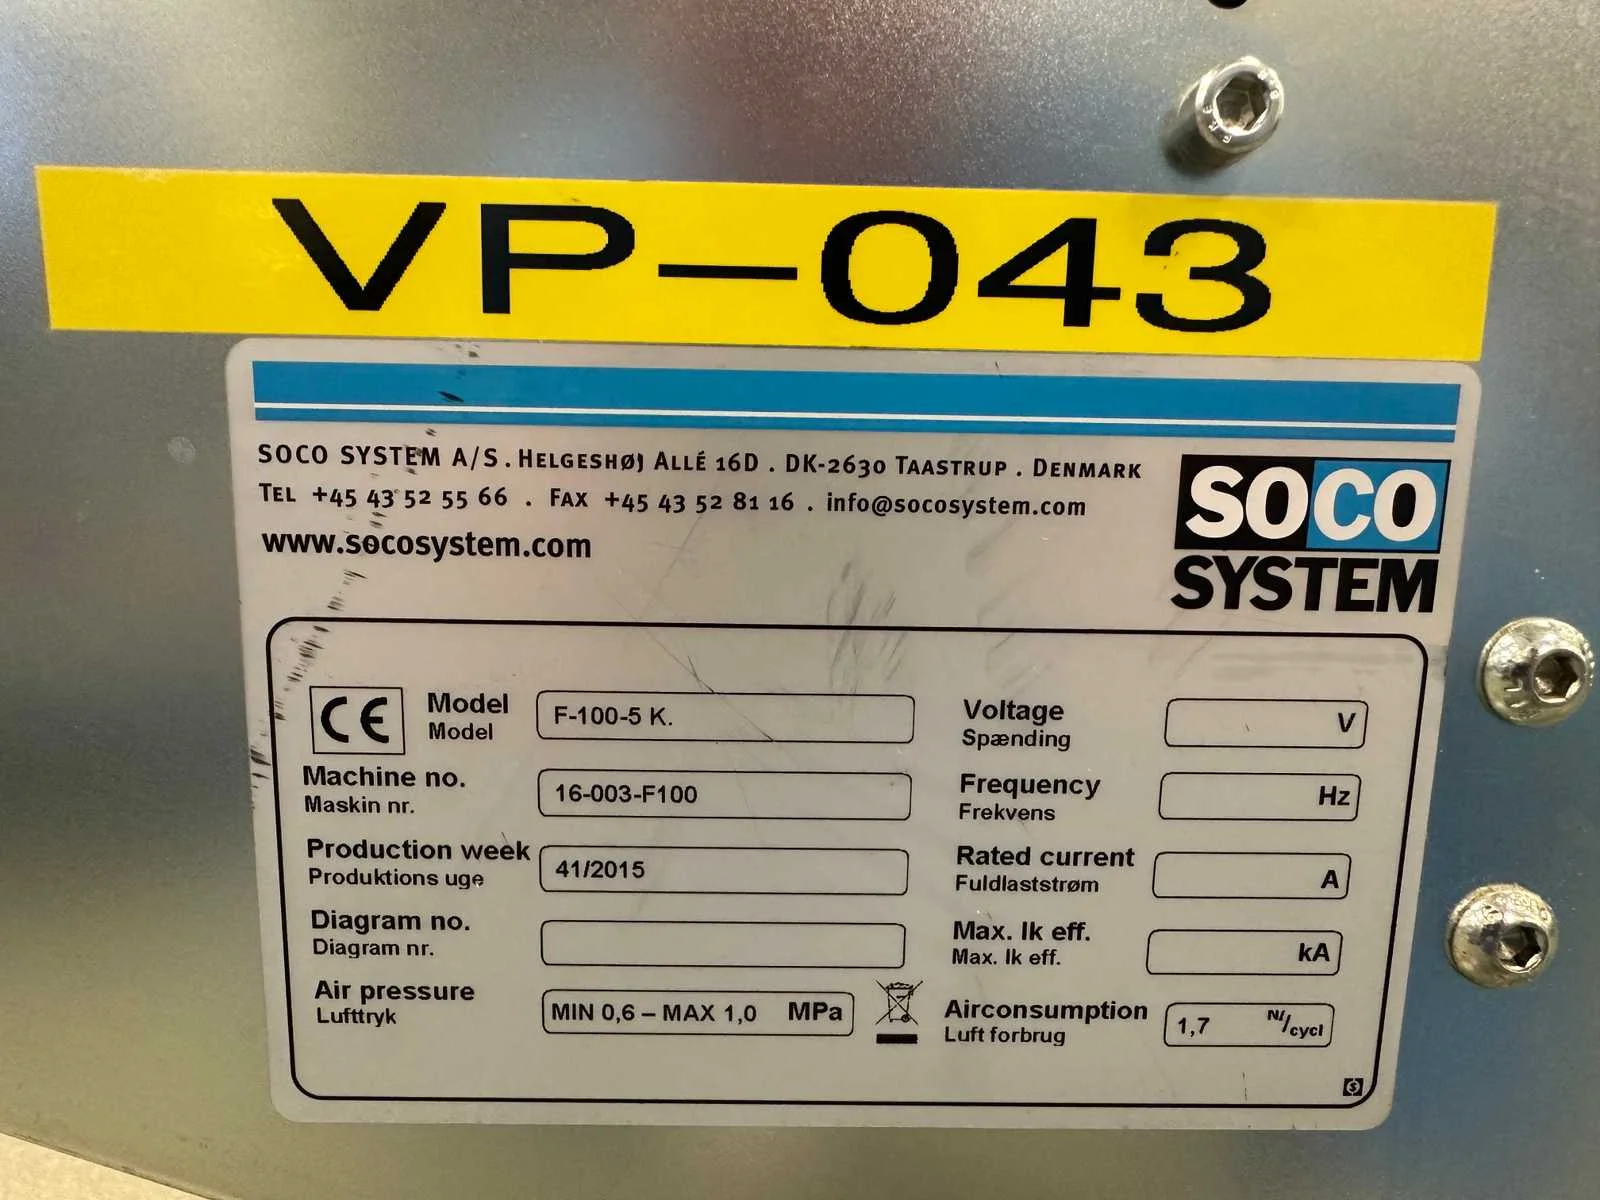 VP-043
SOCO SYSTEM A/S . HELGESHØJ ALLÉ 16D . DK-2630 TAASTRUP . DENMARK
TEL +45 43 52 55 66 . FAX +45 43 52 81 16 . info@socosystem.com
www.socosystem.com
SOCO
SYSTEM
CE
Model
Model
F-100-5 K.
Voltage
Spænding
V
Machine no.
Maskin nr.
16-003-F100
Frequency
Frekvens
Hz
Production week
Produktions uge
41/2015
Rated current
Fuldlaststrøm
A
Diagram no.
Diagram nr.
Max. Ik eff.
Max. Ik eff.
kA
Air pressure
Lufttryk
MIN 0,6 – MAX 1,0 MPa
Airconsumption
Luft forbrug
1,7 Nl/cycl